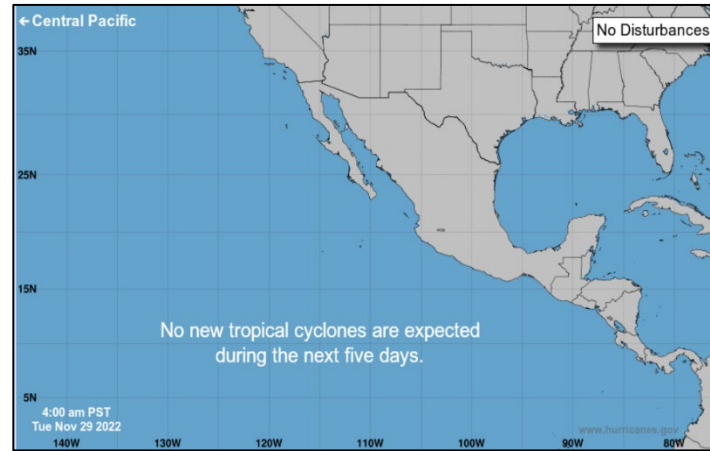 ← Central Pacific
No Disturbances
35N
25N
15N
No new tropical cyclones are expected
during the next five days.
5N
4:00 am PST
Tue Nov 29 2022
www.hurricanes.gov
140W 130W 120W 110W 100W 90W 80W